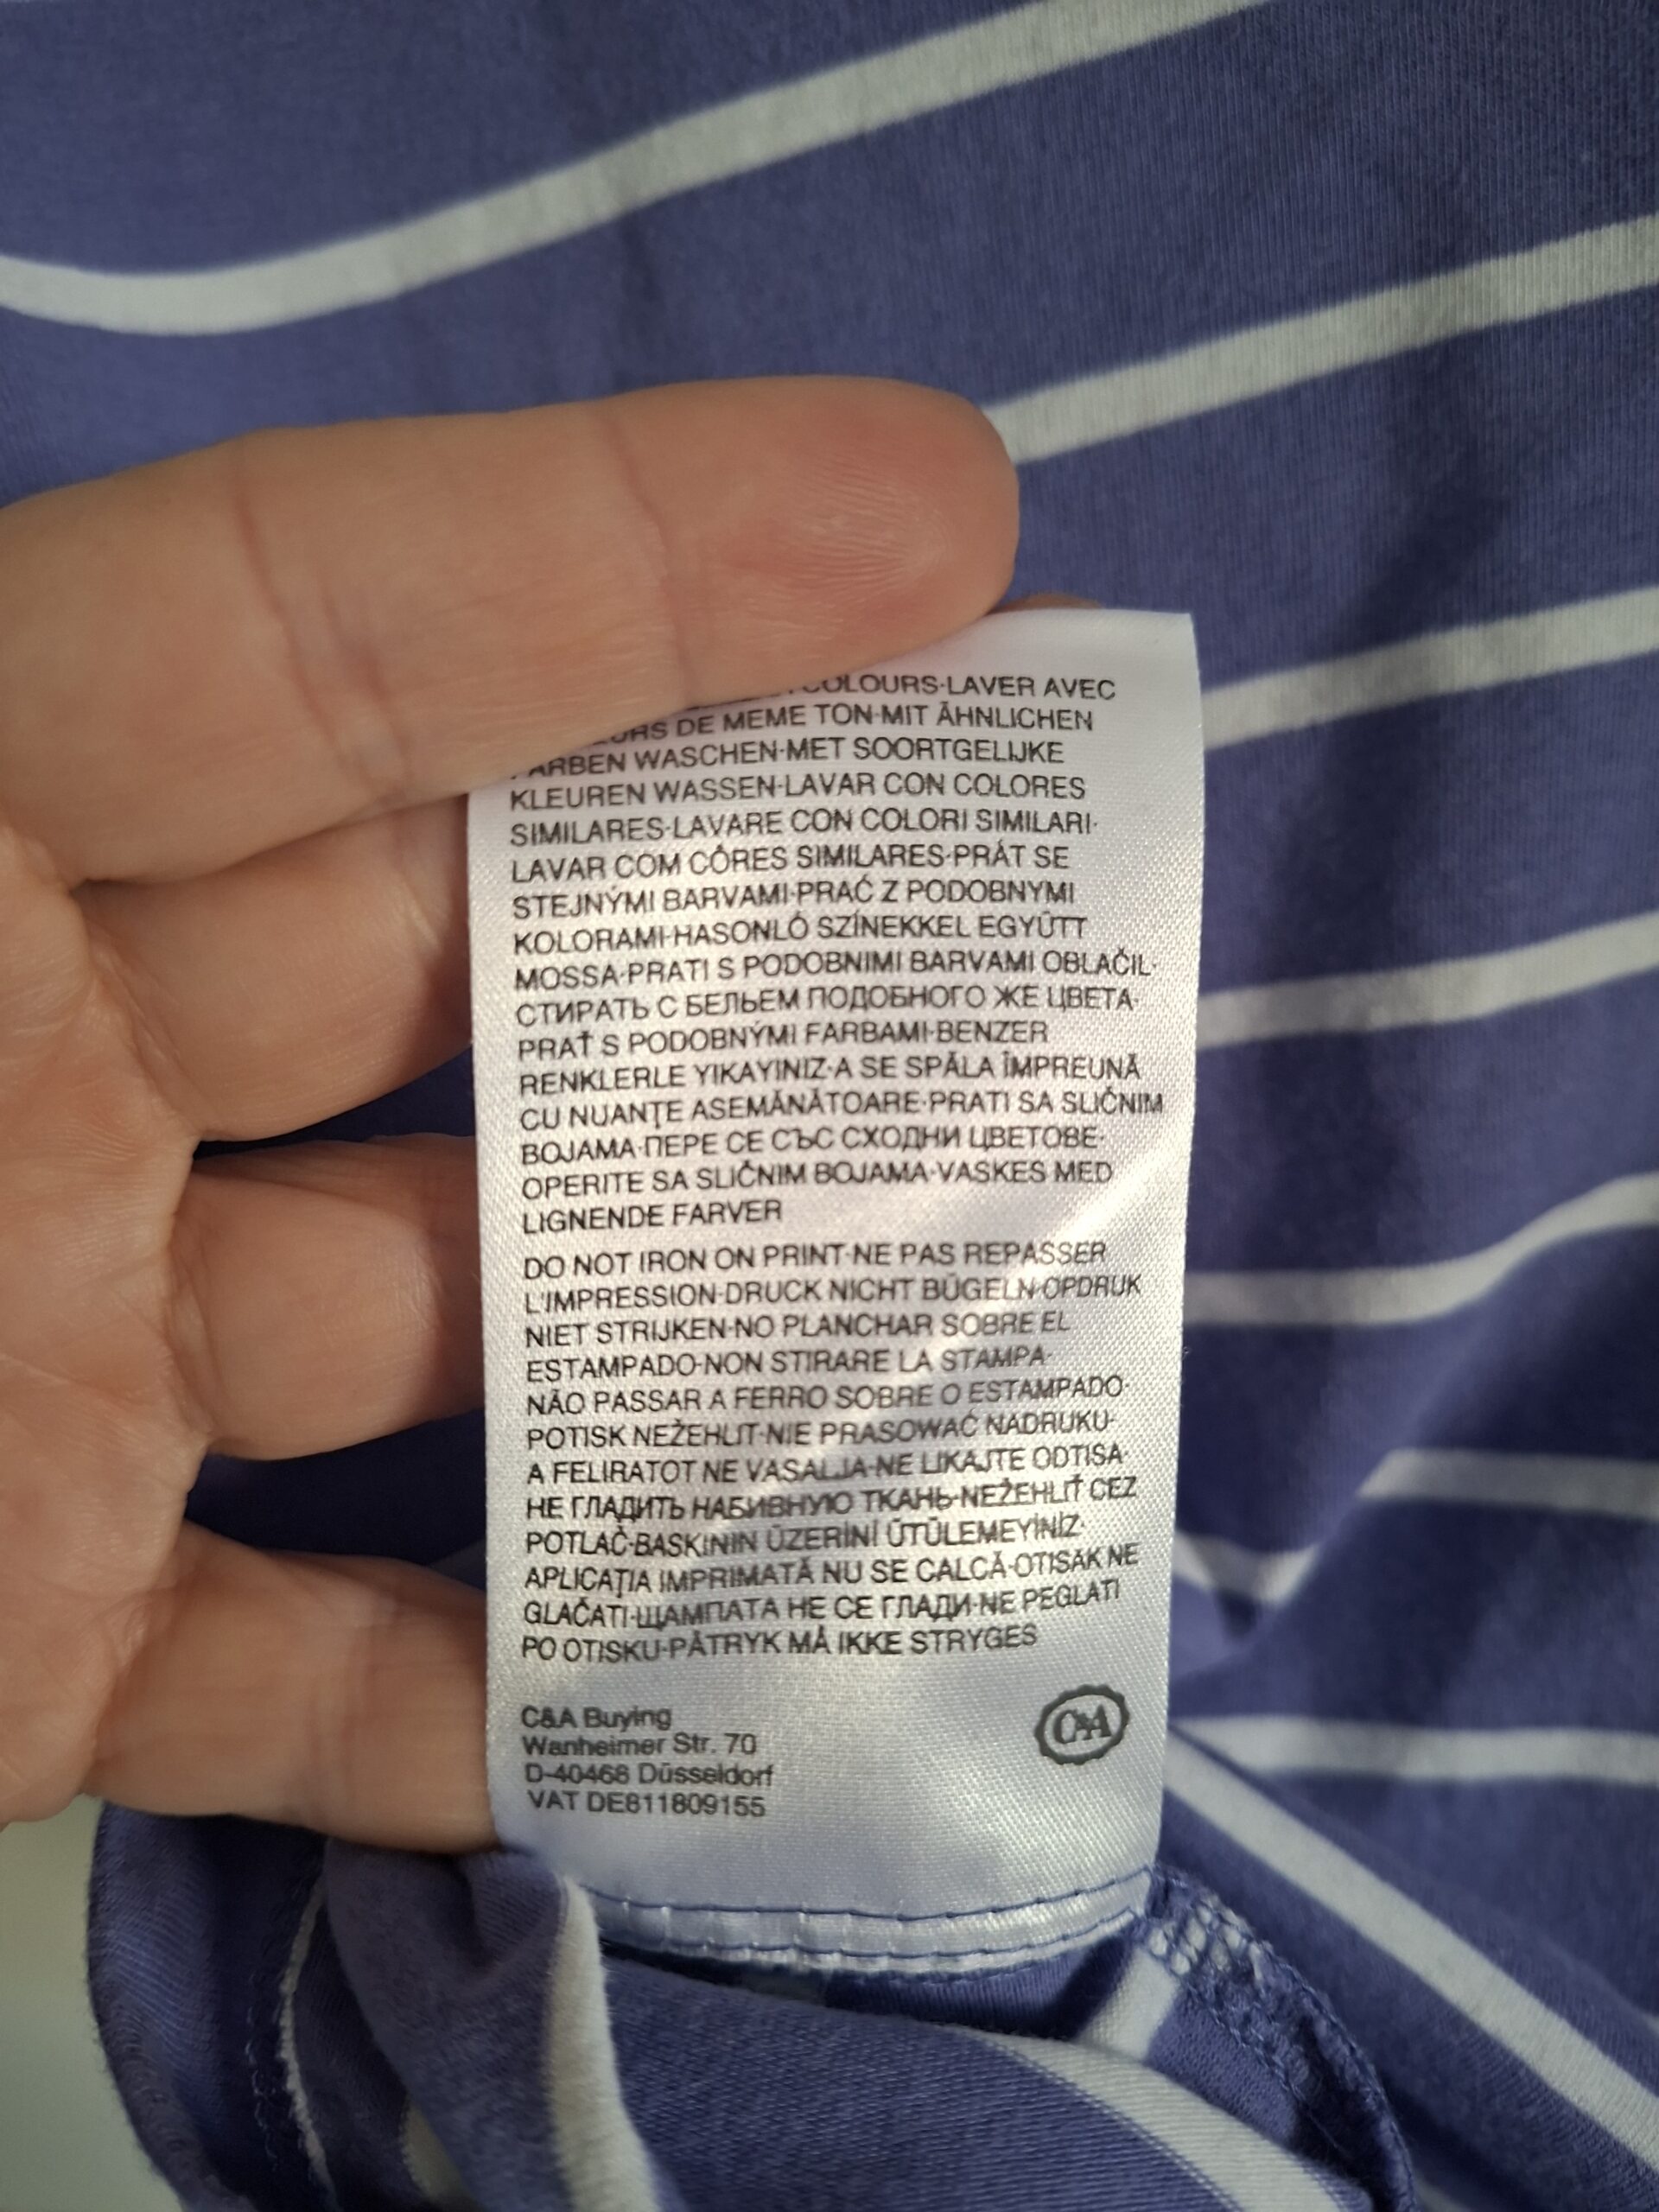 COLOURS·LAVER AVEC
DE MEME TON·MIT ÄHNLICHEN
FARBEN WASCHEN·MET SOORTGELIJKE
KLEUREN WASSEN·LAVAR CON COLORES
SIMILARES·LAVARE CON COLORI SIMILARI·
LAVAR COM CÔRES SIMILARES·PRÁT SE
STEJNÝMI BARVAMI·PRAĆ Z PODOBNYMI
KOLORAMI·HASONLÓ SZÍNEKKEL EGYÜTT
MOSSA·PRATI S PODOBNIMI BARVAMI OBLAČIL·
СТИРАТЬ С БЕЛЬЕМ ПОДОБНОГО ЖЕ ЦВЕТА·
PRAŤ S PODOBNÝMI FARBAMI·BENZER
RENKLERLE YIKAYINIZ·A SE SPĂLA ÎMPREUNĂ
CU NUANŢE ASEMĂNĂTOARE·PRATI SA SLIČNIM
BOJAMA·ПЕРЕ СЕ СЪС СХОДНИ ЦВЕТОВЕ·
OPERITE SA SLIČNIM BOJAMA·VASKES MED
LIGNENDE FARVER
DO NOT IRON ON PRINT·NE PAS REPASSER
L'IMPRESSION·DRUCK NICHT BÜGELN·OPDRUK
NIET STRIJKEN·NO PLANCHAR SOBRE EL
ESTAMPADO·NON STIRARE LA STAMPA·
NÃO PASSAR A FERRO SOBRE O ESTAMPADO·
POTISK NEŽEHLIT·NIE PRASOWAĆ NADRUKU·
A FELIRATOT NE VASALJA·NE LIKAJTE ODTISA·
НЕ ГЛАДИТЬ НАБИВНУЮ ТКАНЬ·NEŽEHLIŤ CEZ
POTLAČ·BASKININ ÜZERİNİ ÜTÜLEMEYİNİZ·
APLICAŢIA IMPRIMATĂ NU SE CALCĂ·OTISAK NE
GLAČATI·ЩАМПАТА НЕ СЕ ГЛАДИ·NE PEGLATI
PO OTISKU·PÅTRYK MÅ IKKE STRYGES
C&A Buying
Wanheimer Str. 70
D-40468 Düsseldorf
VAT DE811809155
C&A